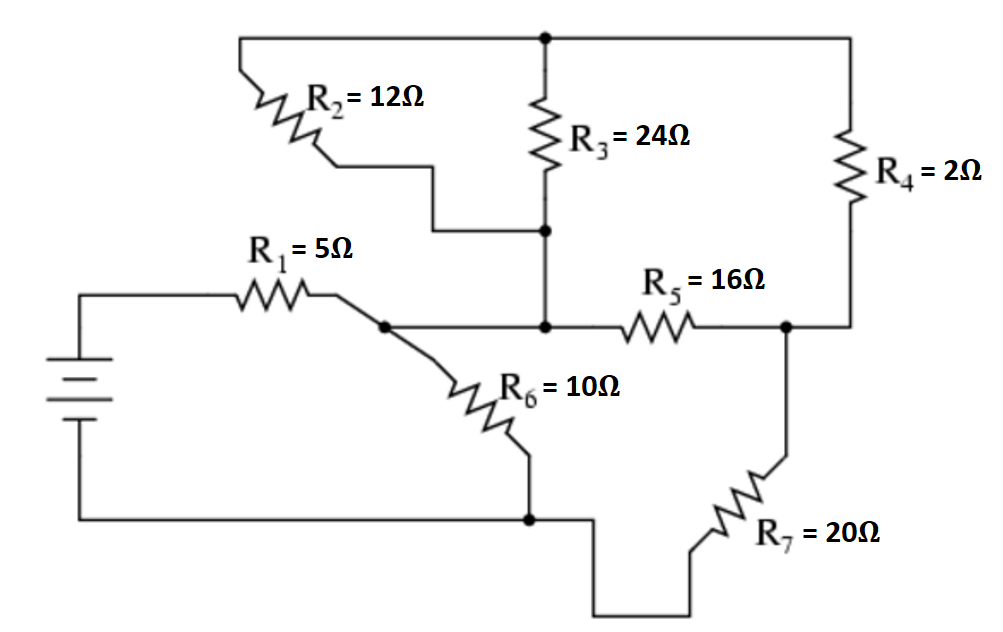 R₂ = 12Ω
R₃ = 24Ω
R₄ = 2Ω
R₁ = 5Ω
R₅ = 16Ω
R₆ = 10Ω
R₇ = 20Ω